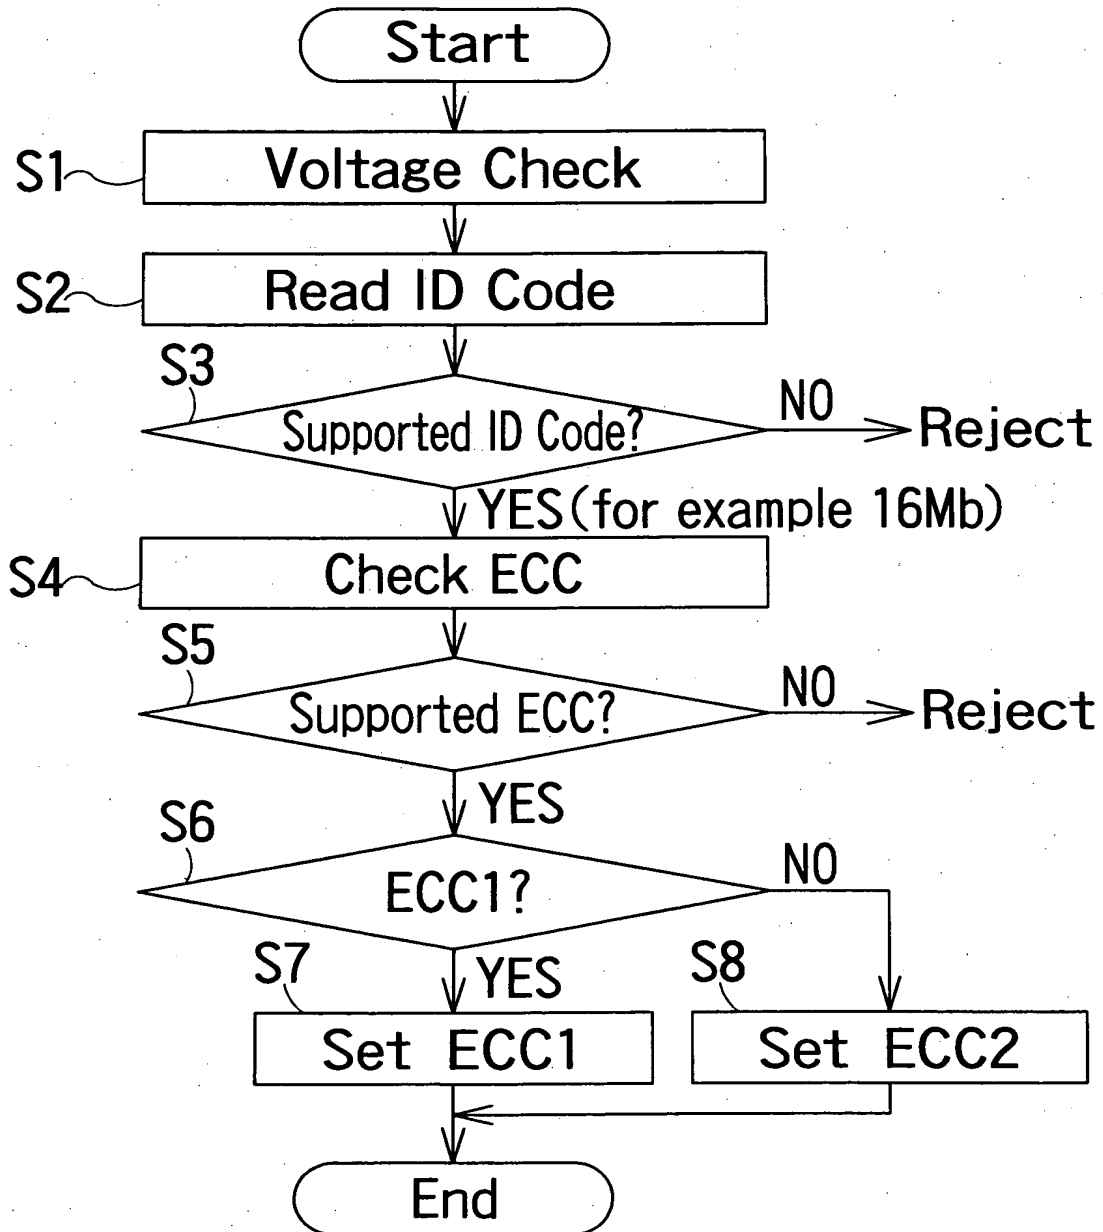 Start
S1
Voltage Check
S2
Read ID Code
S3
Supported ID Code?
NO
Reject
YES(for example 16Mb)
S4
Check ECC
S5
Supported ECC?
NO
Reject
YES
S6
ECC1?
NO
YES
S7
Set ECC1
S8
Set ECC2
End